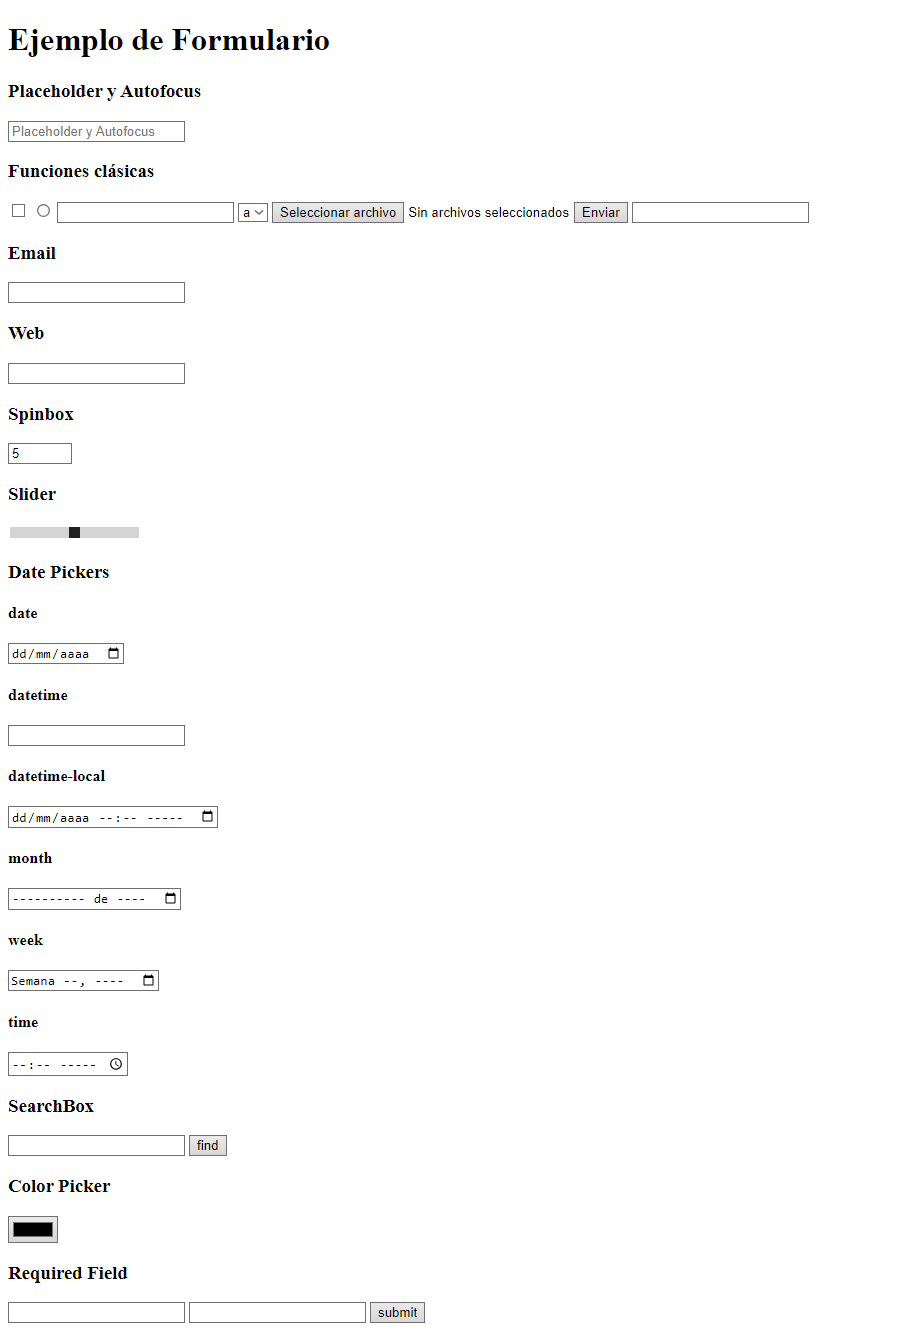 Ejemplo de Formulario
Placeholder y Autofocus
Placeholder y Autofocus
Funciones clásicas
a Seleccionar archivo Sin archivos seleccionados Enviar
Email
Web
Spinbox
5
Slider
Date Pickers
date
dd/mm/aaaa
datetime
datetime-local
dd/mm/aaaa --:-- -----
month
---------- de ----
week
Semana --, ----
time
--:-- -----
SearchBox
find
Color Picker
Required Field
submit